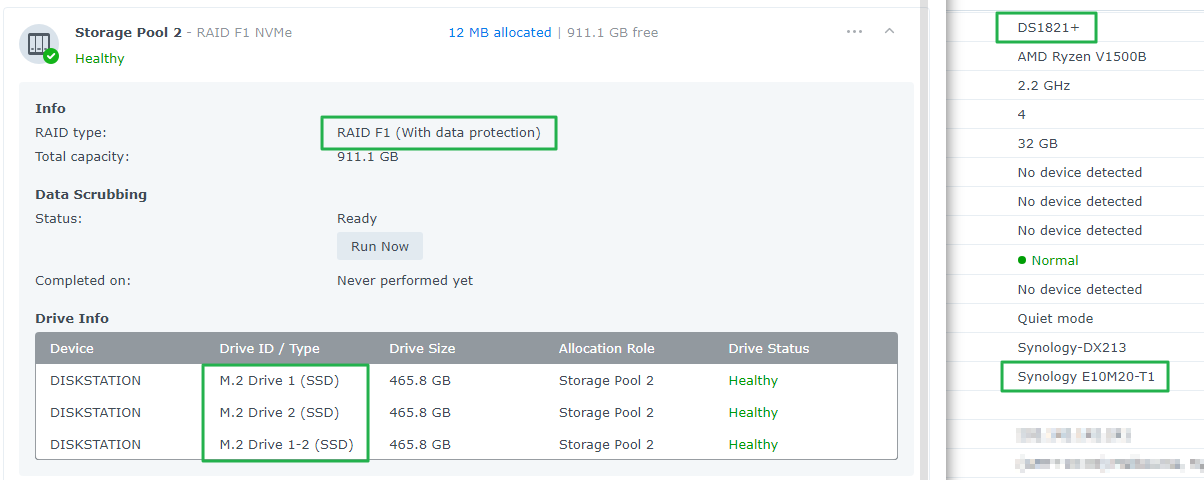 Storage Pool 2 - RAID F1 NVMe 12 MB allocated | 911.1 GB free
Healthy
Info
RAID type: RAID F1 (With data protection)
Total capacity: 911.1 GB
Data Scrubbing
Status: Ready
Run Now
Completed on: Never performed yet
Drive Info
Device Drive ID / Type Drive Size Allocation Role Drive Status
DISKSTATION M.2 Drive 1 (SSD) 465.8 GB Storage Pool 2 Healthy
DISKSTATION M.2 Drive 2 (SSD) 465.8 GB Storage Pool 2 Healthy
DISKSTATION M.2 Drive 1-2 (SSD) 465.8 GB Storage Pool 2 Healthy
DS1821+
AMD Ryzen V1500B
2.2 GHz
4
32 GB
No device detected
No device detected
No device detected
Normal
No device detected
Quiet mode
Synology-DX213
Synology E10M20-T1